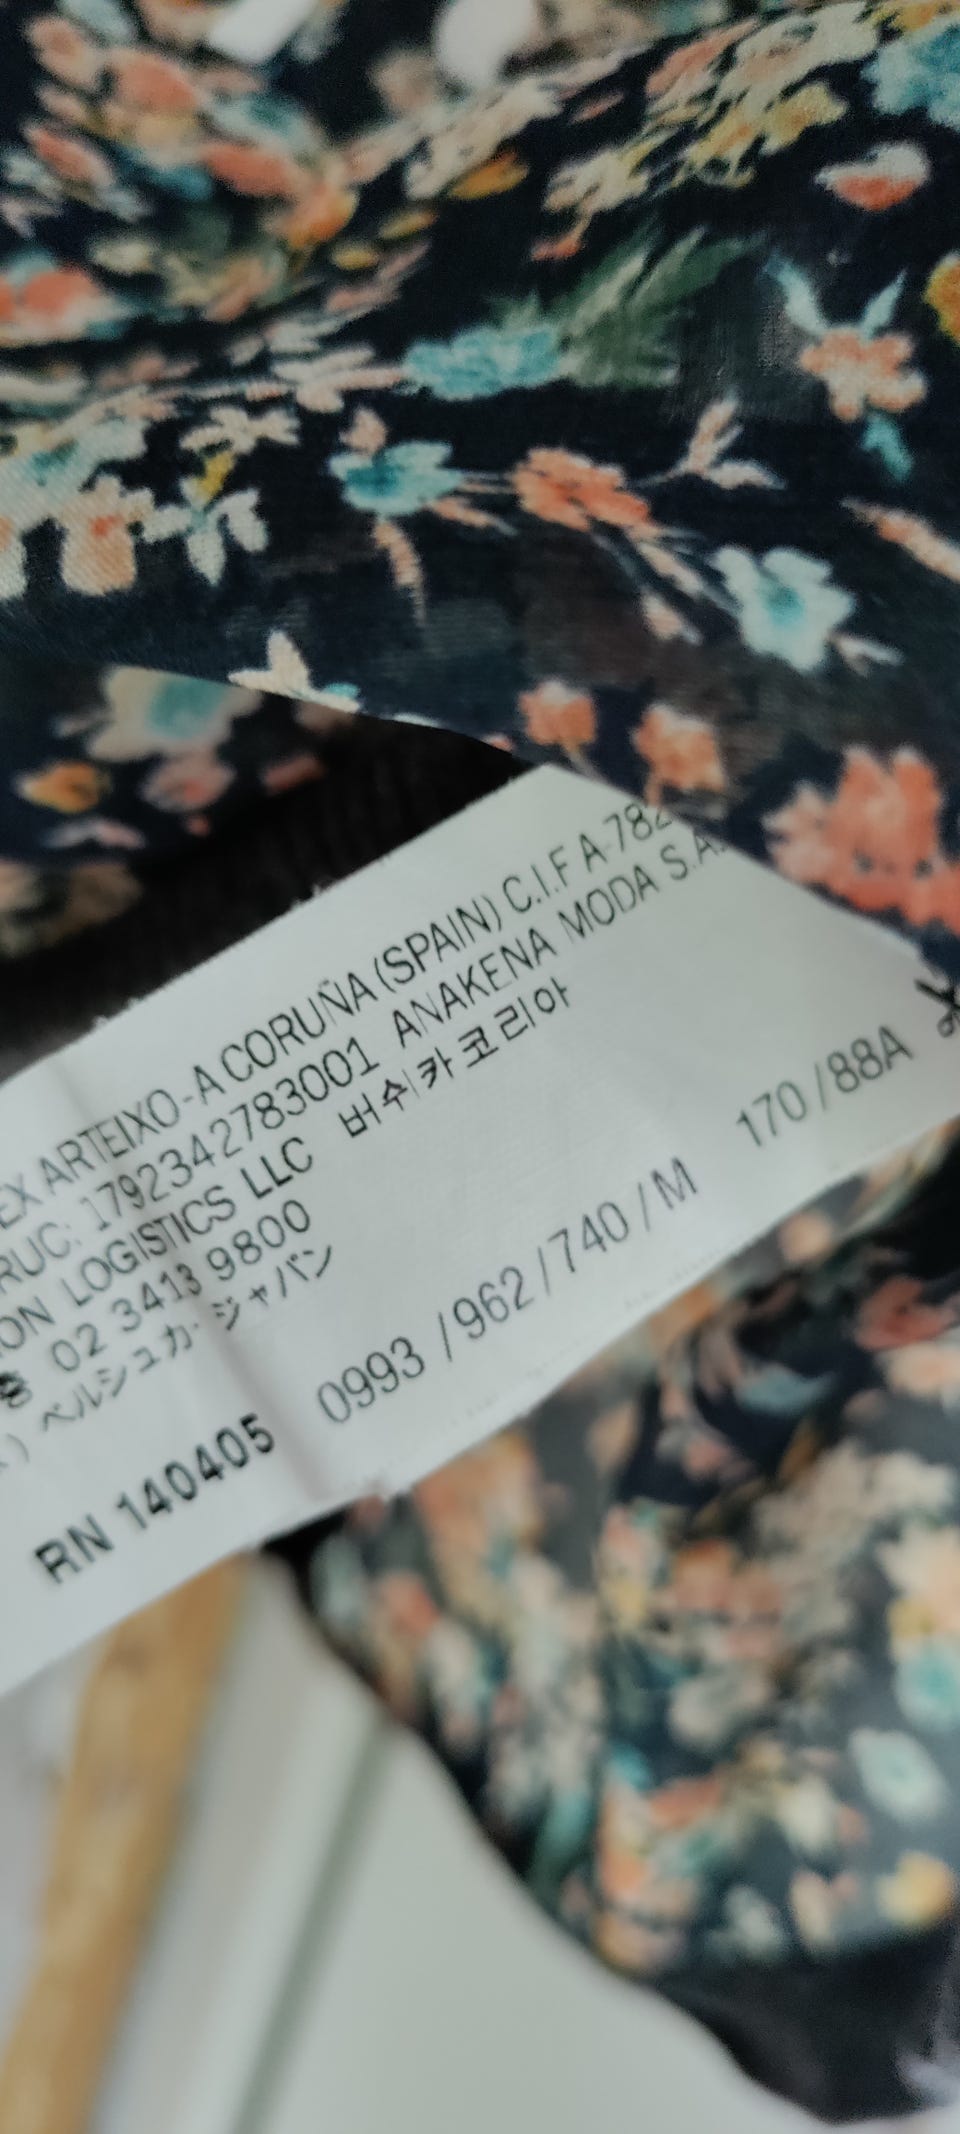 EX ARTEIXO-A CORUÑA (SPAIN) C.I.F A-782
RUC: 1792342783001 ANAKENA MODA S.A.
ON LOGISTICS LLC 버쉬카코리아
02 3413 9800
ベルシュカ・ジャパン
RN 140405 0993 /962 /740 / M 170 /88A